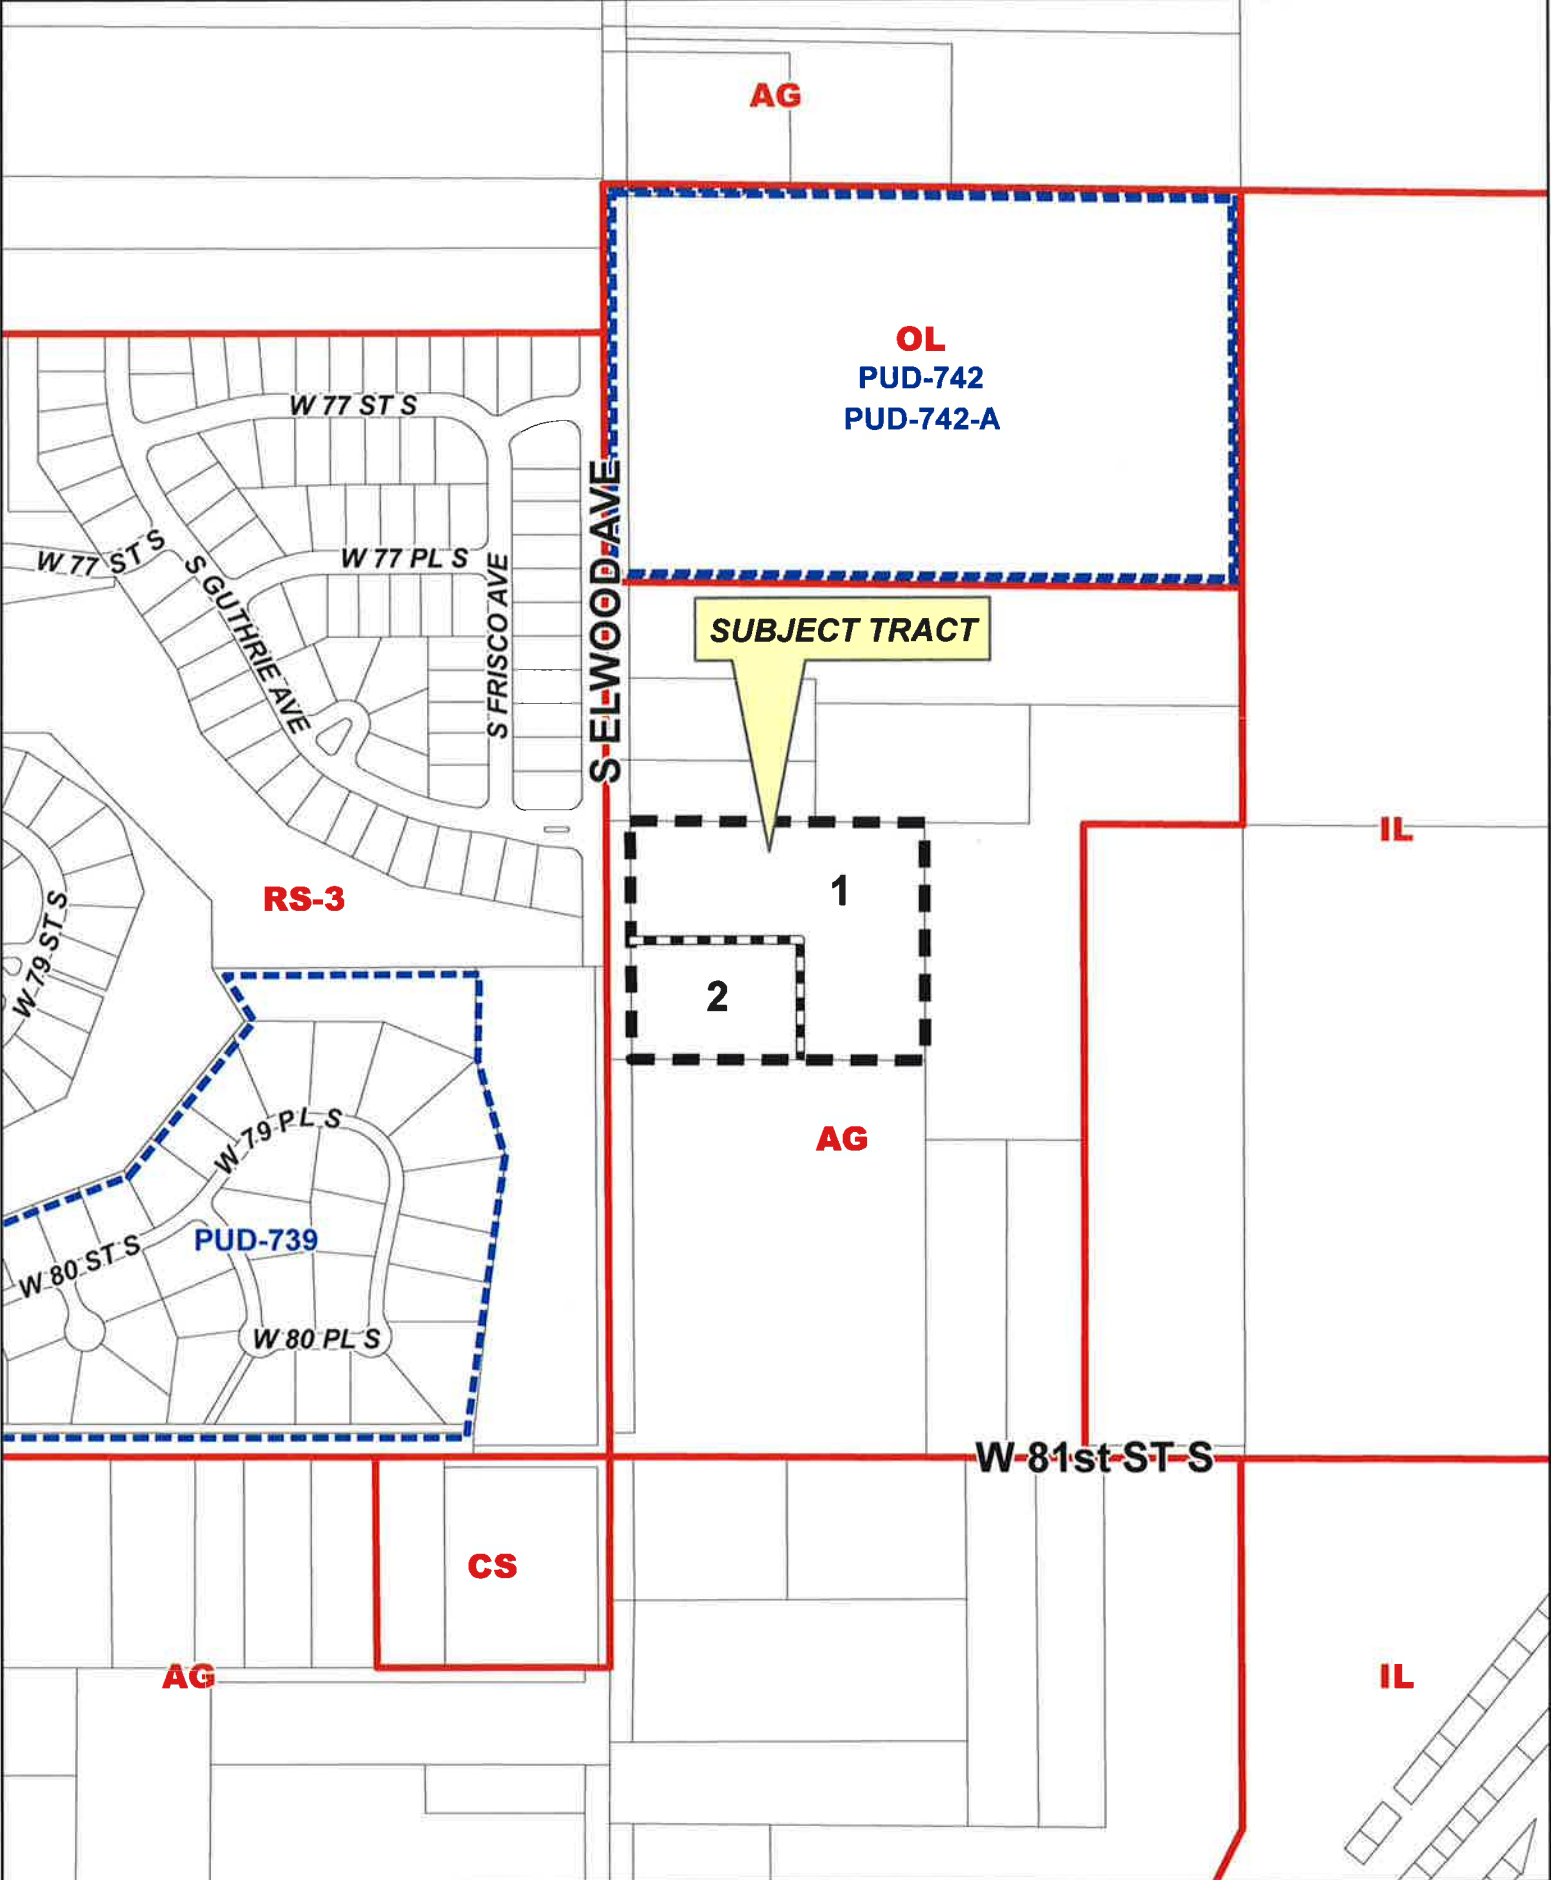 AG
OL
PUD-742
PUD-742-A
W 77 ST S
W 77 ST S
W 77 PL S
S GUTHRIE AVE
S FRISCO AVE
S ELWOOD AVE
SUBJECT TRACT
1
2
IL
RS-3
W 79 ST S
AG
W 79 PL S
PUD-739
W 80 ST S
W 80 PL S
W 81st ST S
CS
AG
IL